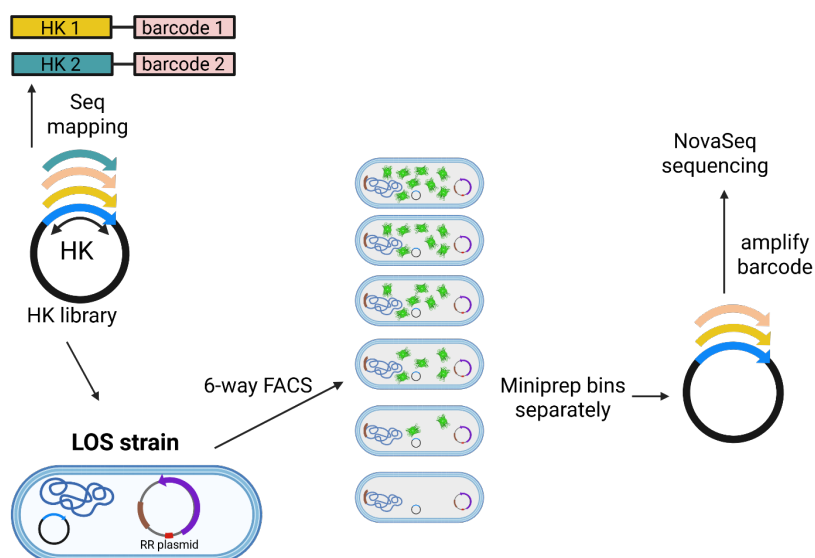 HK 1
barcode 1
HK 2
barcode 2
Seq
mapping
HK
HK library
LOS strain
RR plasmid
6-way FACS
Miniprep bins
separately
NovaSeq
sequencing
amplify
barcode